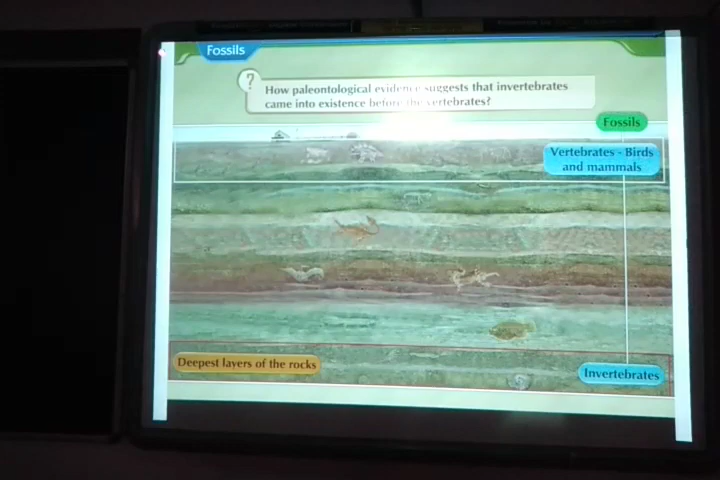 Fossils
?
How paleontological evidence suggests that invertebrates
came into existence before the vertebrates?
Fossils
Vertebrates - Birds
and mammals
Deepest layers of the rocks
Invertebrates